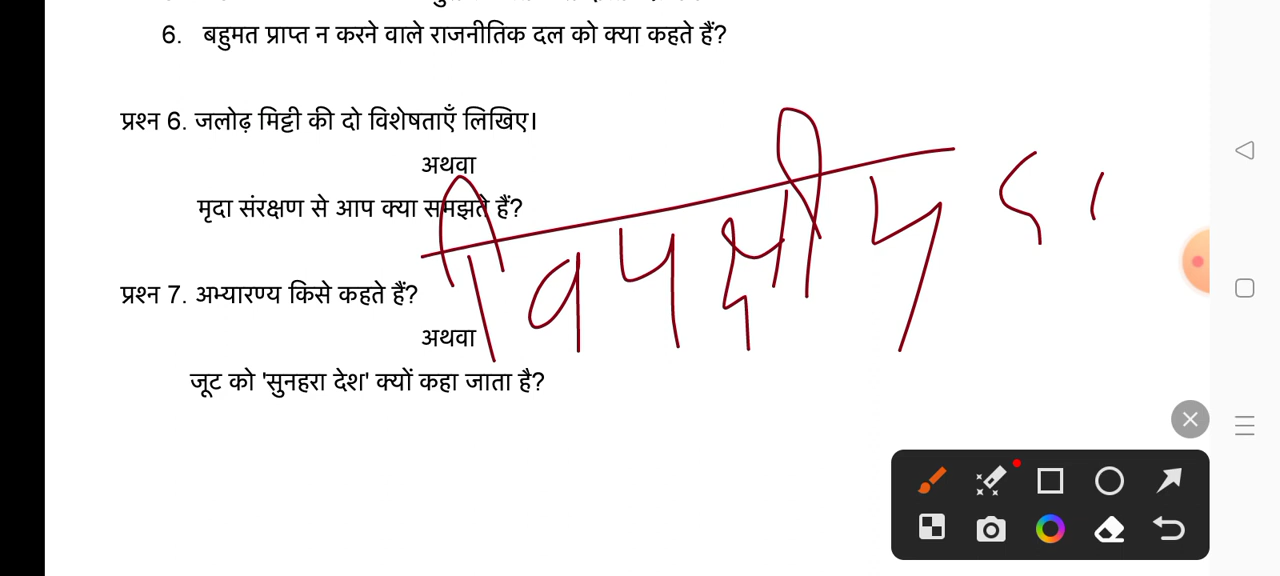 6. बहुमत प्राप्त न करने वाले राजनीतिक दल को क्या कहते हैं?
प्रश्न 6. जलोढ़ मिट्टी की दो विशेषताएँ लिखिए।
अथवा
मृदा संरक्षण से आप क्या समझते हैं?
विपक्षी
प्रश्न 7. अभ्यारण्य किसे कहते हैं?
अथवा
जूट को 'सुनहरा देश' क्यों कहा जाता है?